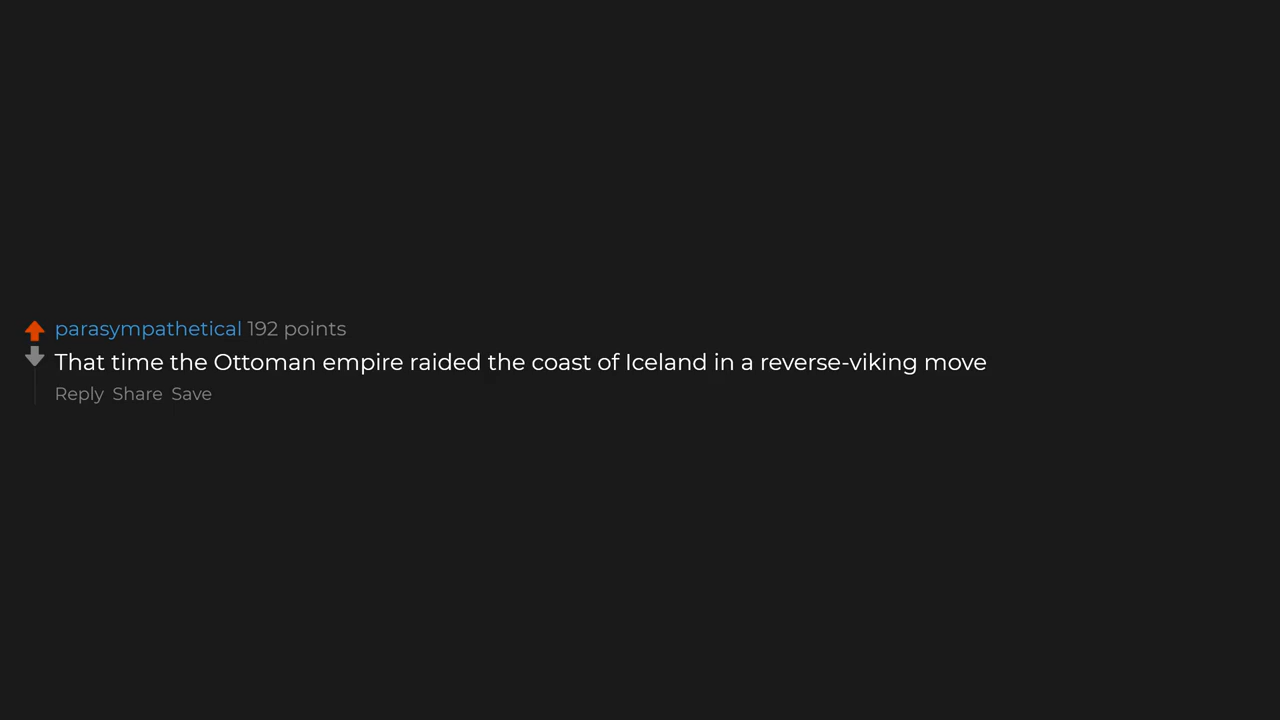 parasympathetical 192 points
That time the Ottoman empire raided the coast of Iceland in a reverse-viking move
Reply Share Save